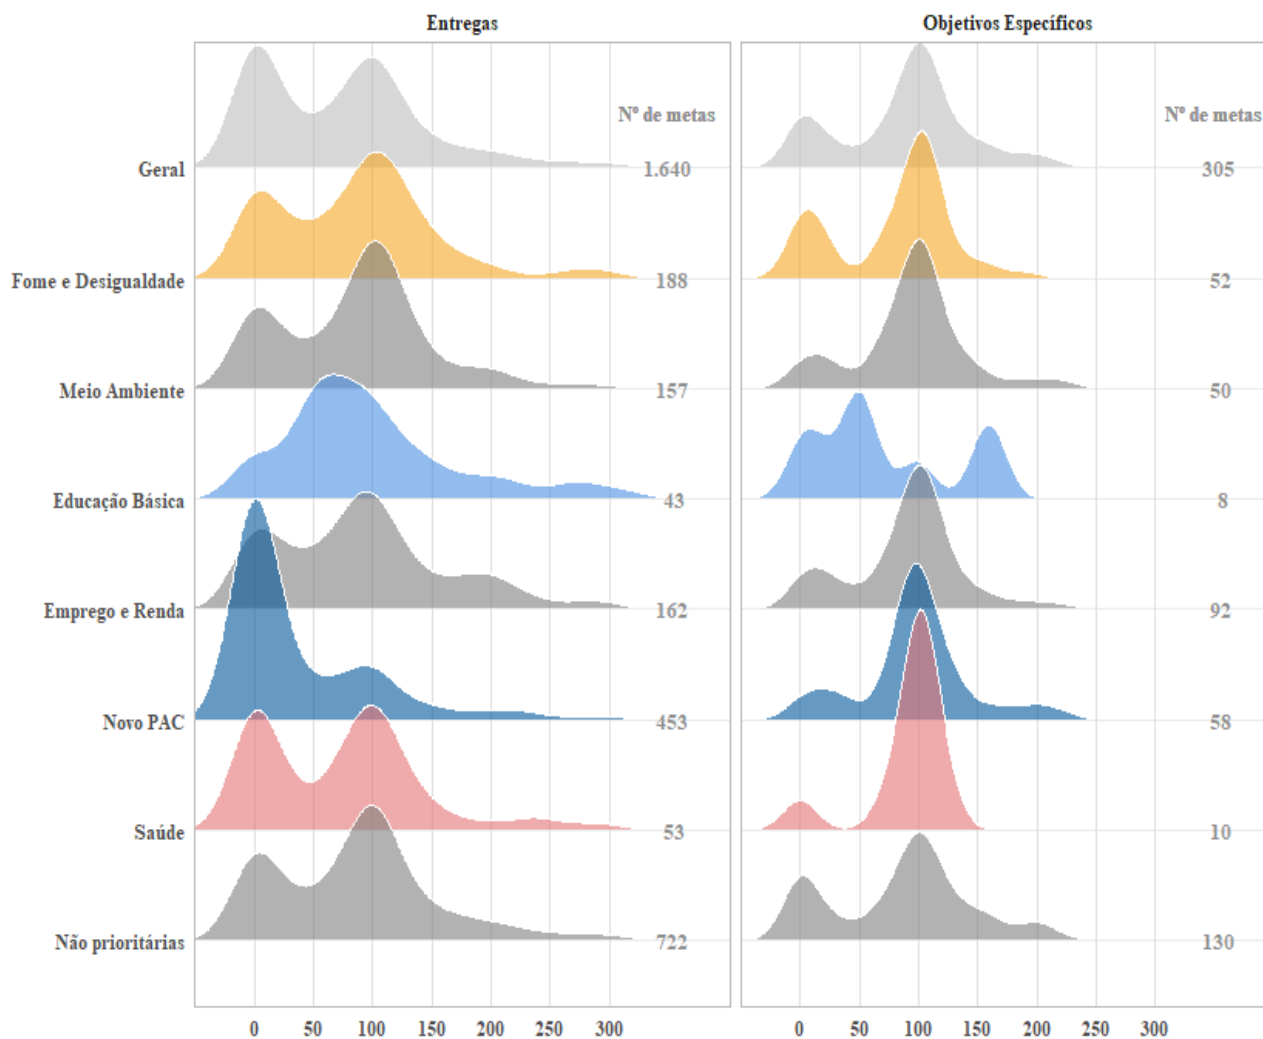 Entregas
Objetivos Específicos
Nº de metas
Nº de metas
Geral 1.640 305
Fome e Desigualdade 188 52
Meio Ambiente 157 50
Educação Básica 43 8
Emprego e Renda 162 92
Novo PAC 453 58
Saúde 53 10
Não prioritárias 722 130
0 50 100 150 200 250 300
0 50 100 150 200 250 300